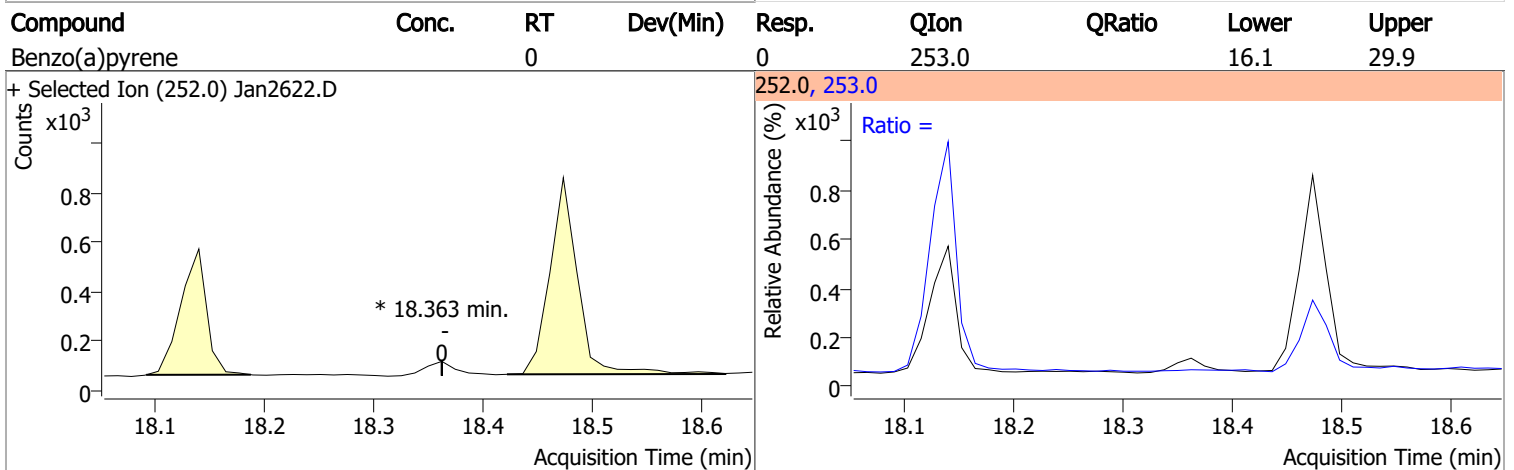 Compound Conc. RT Dev(Min) Resp. QIon QRatio Lower Upper
Benzo(a)pyrene 0 0 253.0 16.1 29.9
+ Selected Ion (252.0) Jan2622.D
Counts
x10³
0.8
0.6
0.4
0.2
0
* 18.363 min.
-
0
18.1 18.2 18.3 18.4 18.5 18.6
Acquisition Time (min)
252.0, 253.0
Relative Abundance (%)
x10³
Ratio =
0.8
0.6
0.4
0.2
0
18.1 18.2 18.3 18.4 18.5 18.6
Acquisition Time (min)